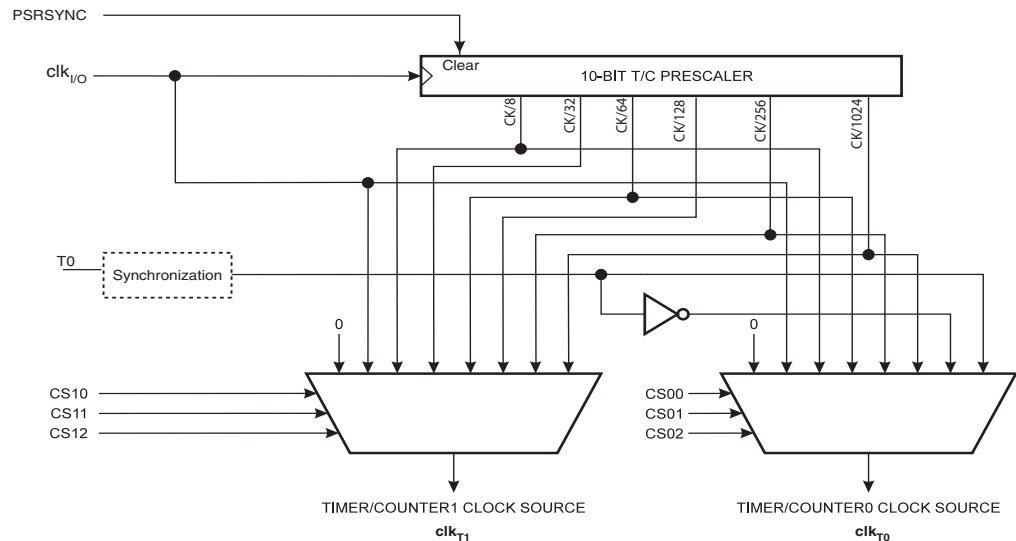 PSRSYNC
clkI/O
Clear
10-BIT T/C PRESCALER
CK/8
CK/32
CK/64
CK/128
CK/256
CK/1024
T0
Synchronization
0
0
CS10
CS11
CS12
CS00
CS01
CS02
TIMER/COUNTER1 CLOCK SOURCE
clkT1
TIMER/COUNTER0 CLOCK SOURCE
clkT0